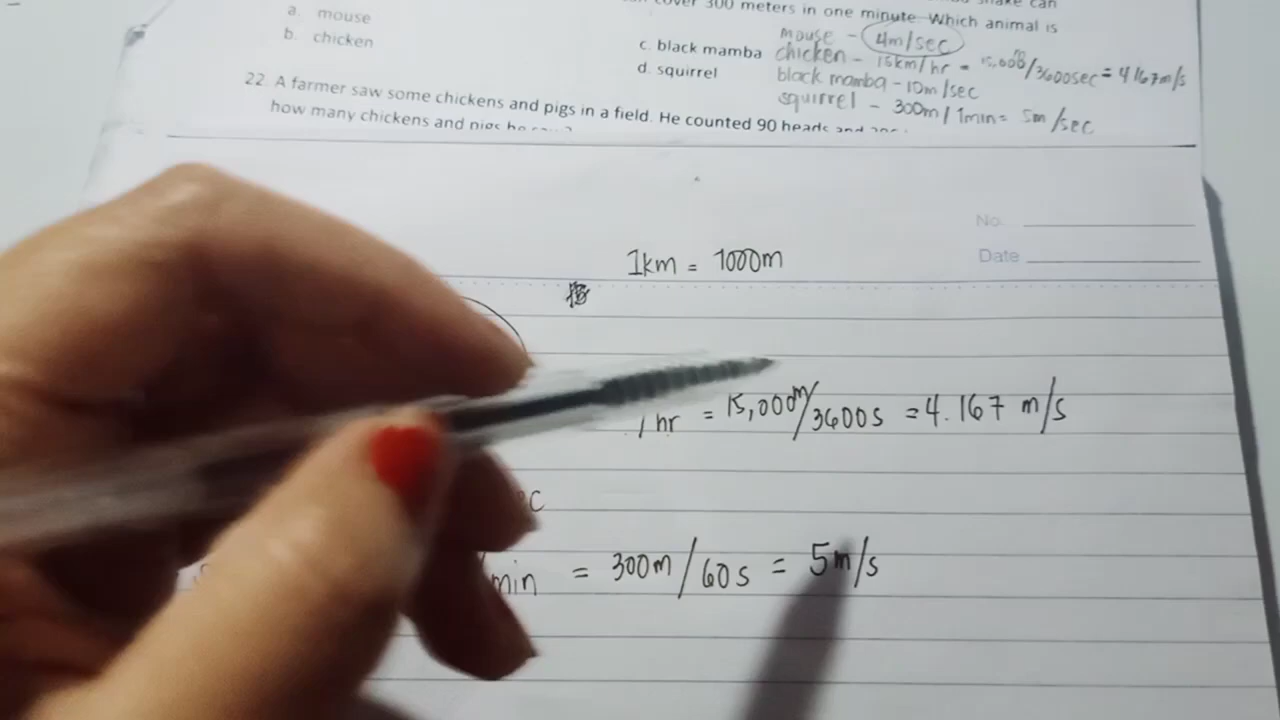 cover 300 meters in one minute. Which animal is
a. mouse
b. chicken
c. black mamba
d. squirrel
mouse - 4m/sec
chicken - 15km/hr = 15,000m/3600sec = 4.167m/s
black mamba - 10m/sec
squirrel - 300m/1min = 5m/sec
22. A farmer saw some chickens and pigs in a field. He counted 90 heads and
how many chickens and pigs he
No.
Date
1km = 1000m
/hr = 15,000m/3600s = 4.167 m/s
min = 300m/60s = 5m/s